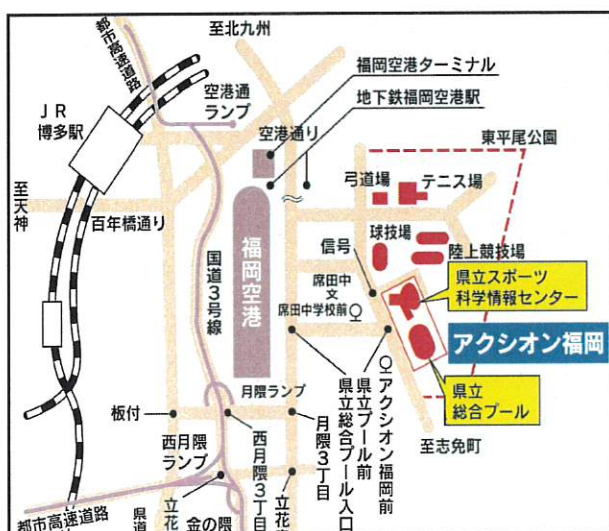 都市高速道路
至北九州
福岡空港ターミナル
地下鉄福岡空港駅
空港通
ランプ
空港通り
JR
博多駅
東平尾公園
至天神
百年橋通り
弓道場
テニス場
国道3号線
福岡空港
信号
球技場
陸上競技場
席田中
文
席田中学校前
県立スポーツ
科学情報センター
アクシオン福岡
県立
総合プール
月隈ランプ
板付
西月隈
ランプ
西月隈3丁目
月隈3丁目
県立総合プール入口
県立プール前
アクシオン福岡前
至志免町
都市高速道路
県道
立花
金の隈
立花